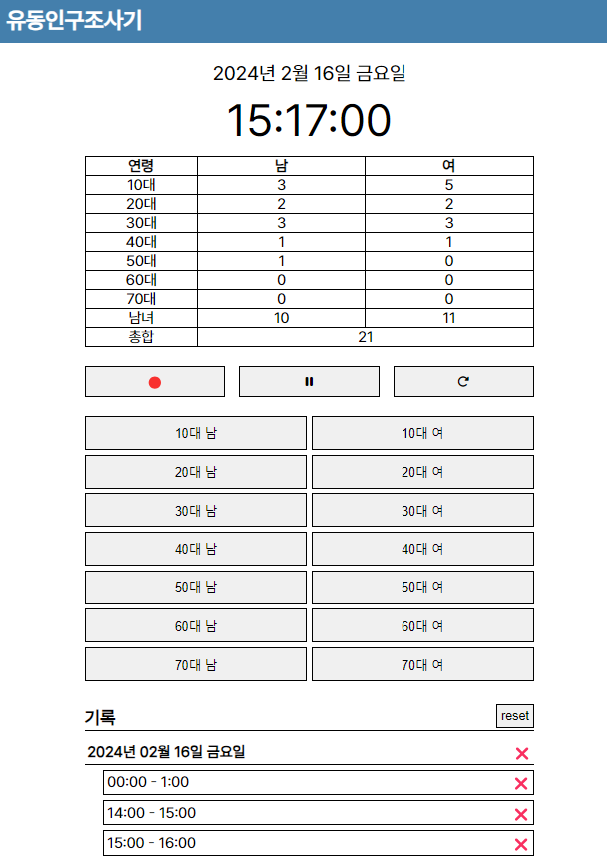 유동인구조사기
2024년 2월 16일 금요일
15:17:00
연령 남 여
10대 3 5
20대 2 2
30대 3 3
40대 1 1
50대 1 0
60대 0 0
70대 0 0
남녀 10 11
총합 21
10대 남 10대 여
20대 남 20대 여
30대 남 30대 여
40대 남 40대 여
50대 남 50대 여
60대 남 60대 여
70대 남 70대 여
기록 reset
2024년 02월 16일 금요일
00:00 - 1:00
14:00 - 15:00
15:00 - 16:00